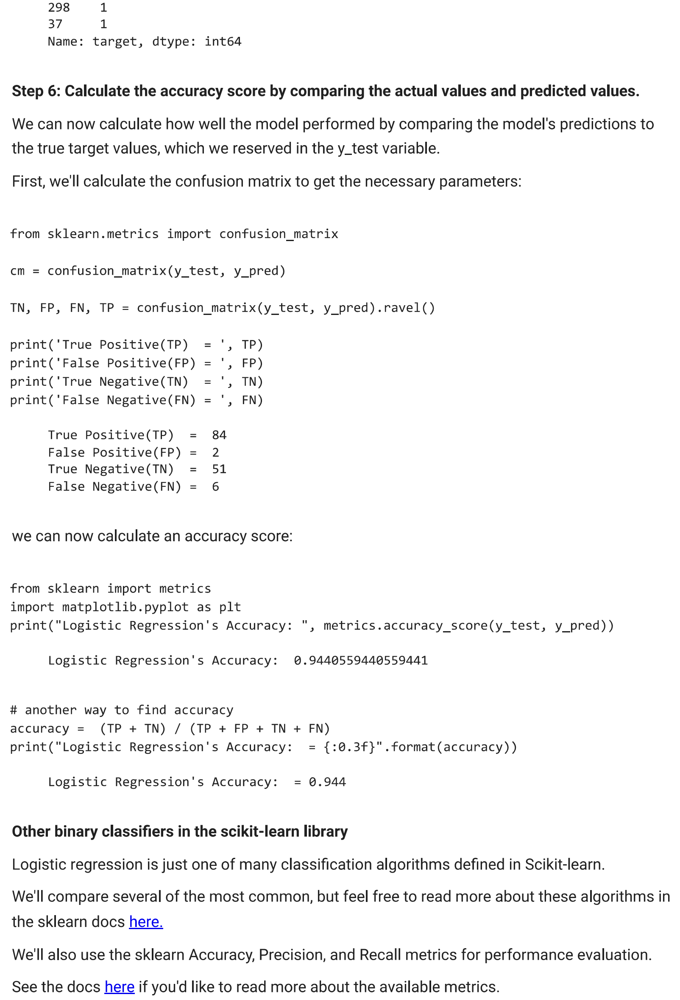 298    1
37     1
Name: target, dtype: int64
Step 6: Calculate the accuracy score by comparing the actual values and predicted values.
We can now calculate how well the model performed by comparing the model's predictions to
the true target values, which we reserved in the y_test variable.
First, we'll calculate the confusion matrix to get the necessary parameters:
from sklearn.metrics import confusion_matrix
cm = confusion_matrix(y_test, y_pred)
TN, FP, FN, TP = confusion_matrix(y_test, y_pred).ravel()
print('True Positive(TP)  = ', TP)
print('False Positive(FP) = ', FP)
print('True Negative(TN)  = ', TN)
print('False Negative(FN) = ', FN)
True Positive(TP)  =  84
False Positive(FP) =  2
True Negative(TN)  =  51
False Negative(FN) =  6
we can now calculate an accuracy score:
from sklearn import metrics
import matplotlib.pyplot as plt
print("Logistic Regression's Accuracy: ", metrics.accuracy_score(y_test, y_pred))
Logistic Regression's Accuracy:  0.9440559440559441
# another way to find accuracy
accuracy =  (TP + TN) / (TP + FP + TN + FN)
print("Logistic Regression's Accuracy:  = {:0.3f}".format(accuracy))
Logistic Regression's Accuracy:  = 0.944
Other binary classifiers in the scikit-learn library
Logistic regression is just one of many classification algorithms defined in Scikit-learn.
We'll compare several of the most common, but feel free to read more about these algorithms in
the sklearn docs here.
We'll also use the sklearn Accuracy, Precision, and Recall metrics for performance evaluation.
See the docs here if you'd like to read more about the available metrics.